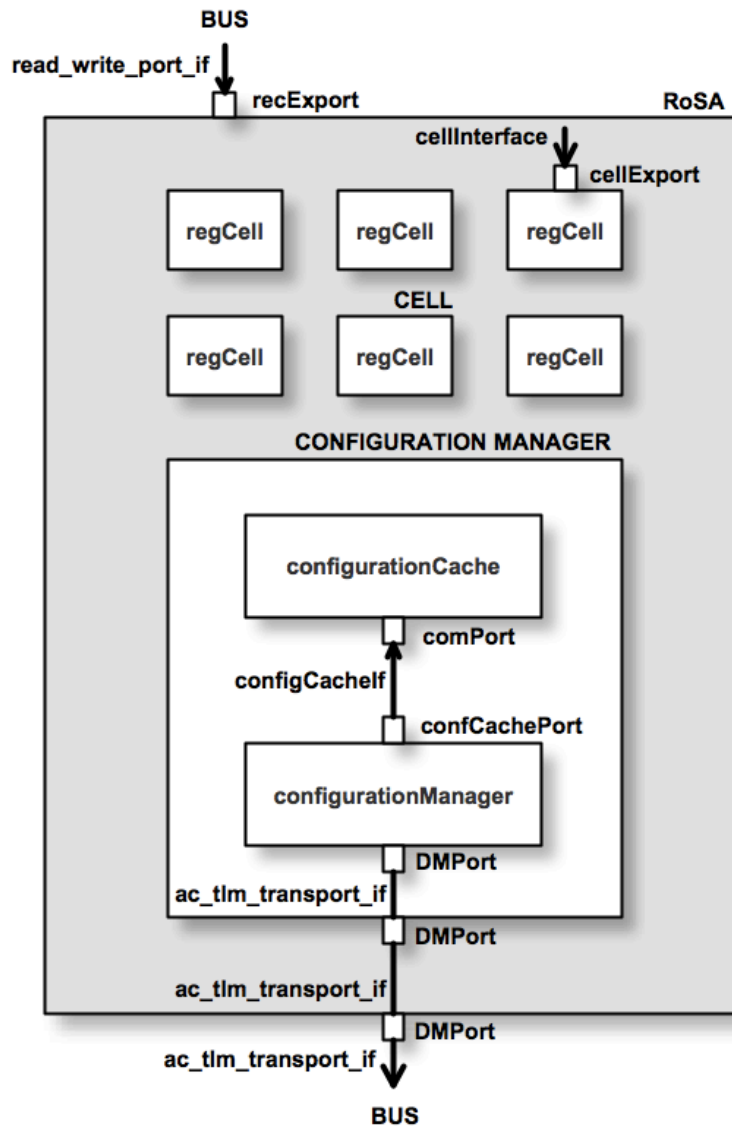 BUS
read_write_port_if
recExport
RoSA
cellInterface
cellExport
regCell
regCell
regCell
CELL
regCell
regCell
regCell
CONFIGURATION MANAGER
configurationCache
comPort
configCacheIf
confCachePort
configurationManager
DMPort
ac_tlm_transport_if
DMPort
ac_tlm_transport_if
DMPort
ac_tlm_transport_if
BUS